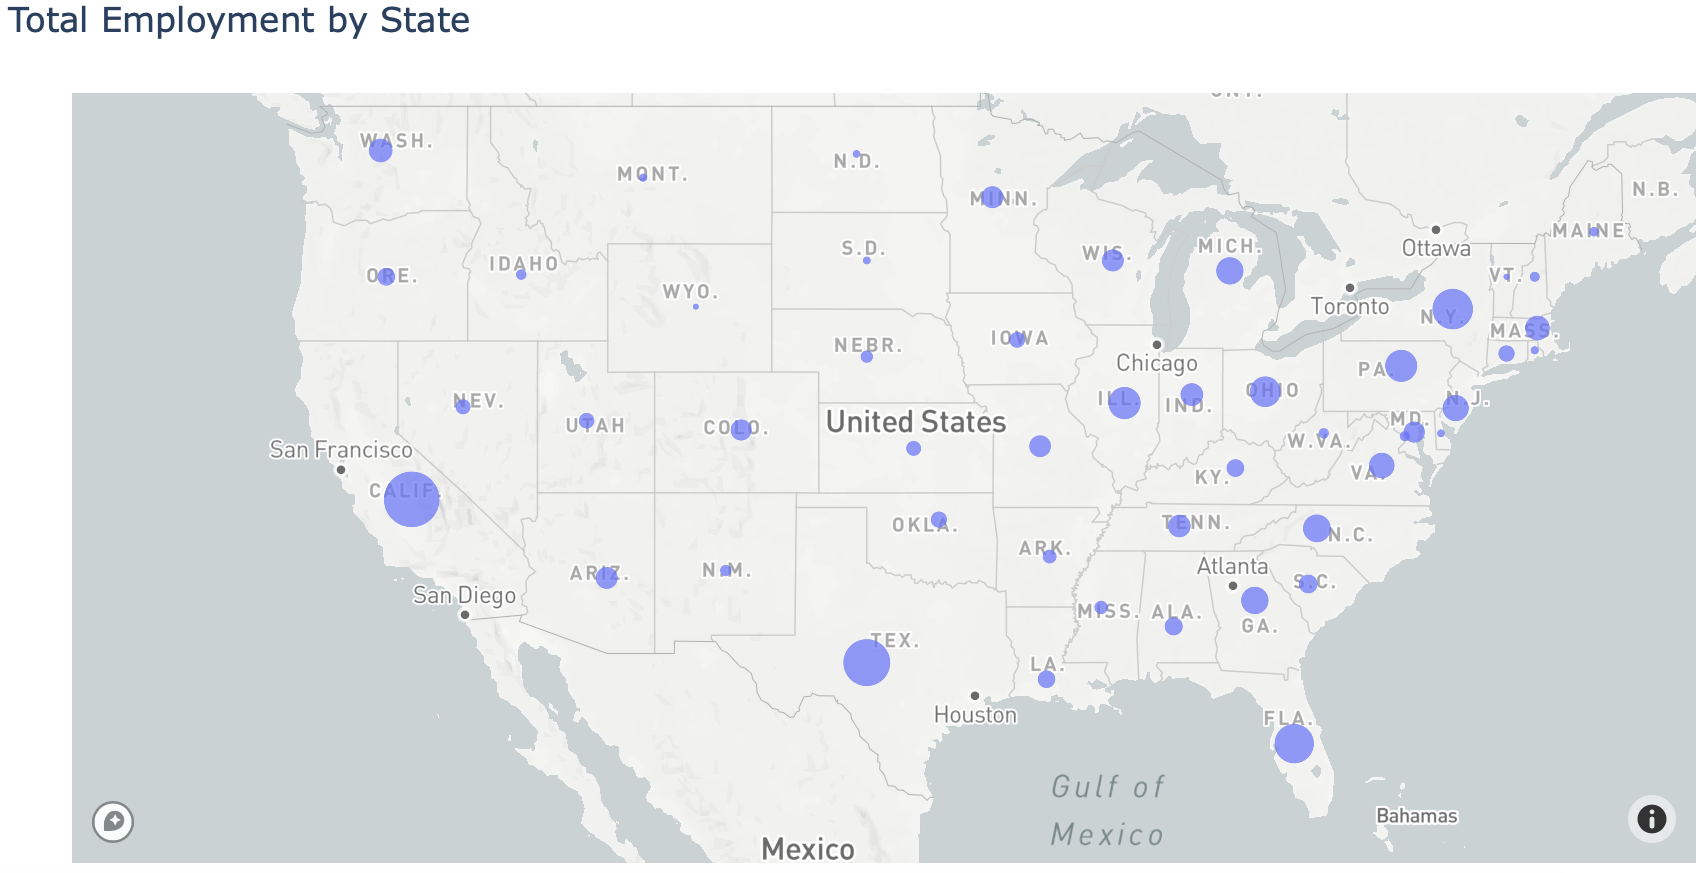 Total Employment by State
WASH.
MONT.
N.D.
MINN.
N.B.
MAINE
ORE.
IDAHO
WYO.
S.D.
WIS.
MICH.
Ottawa
VT.
Toronto
N.Y.
MASS.
NEBR.
IOWA
Chicago
PA.
NEV.
UTAH
COLO.
United States
ILL.
IND.
OHIO
N.J.
MD.
W.VA.
San Francisco
CALIF.
KY.
VA.
OKLA.
TENN.
N.C.
ARIZ.
N.M.
ARK.
Atlanta
S.C.
San Diego
MISS.
ALA.
GA.
TEX.
LA.
Houston
FLA.
Gulf of
Mexico
Bahamas
Mexico